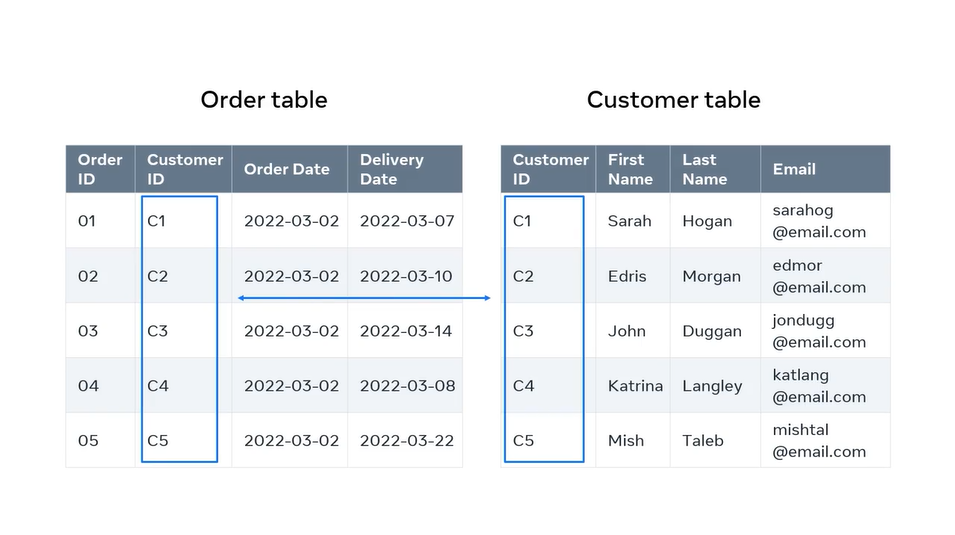 Order table
Order ID | Customer ID | Order Date | Delivery Date
01 | C1 | 2022-03-02 | 2022-03-07
02 | C2 | 2022-03-02 | 2022-03-10
03 | C3 | 2022-03-02 | 2022-03-14
04 | C4 | 2022-03-02 | 2022-03-08
05 | C5 | 2022-03-02 | 2022-03-22
Customer table
Customer ID | First Name | Last Name | Email
C1 | Sarah | Hogan | sarahog@email.com
C2 | Edris | Morgan | edmor@email.com
C3 | John | Duggan | jondugg@email.com
C4 | Katrina | Langley | katlang@email.com
C5 | Mish | Taleb | mishtal@email.com